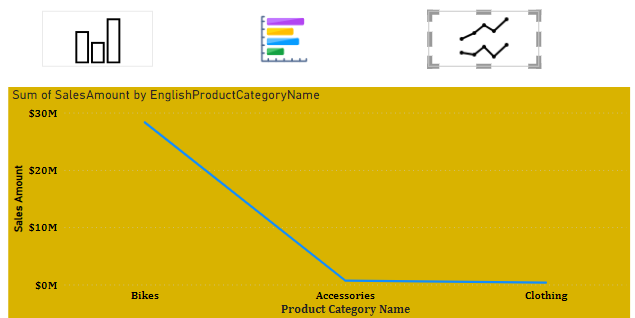 Sum of SalesAmount by EnglishProductCategoryName
$30M
$20M
$10M
$0M
Sales Amount
Bikes Accessories Clothing
Product Category Name